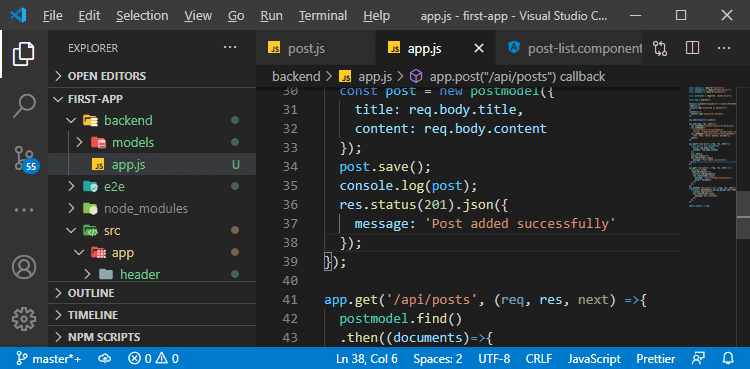 File Edit Selection View Go Run Terminal Help app.js - first-app - Visual Studio C...
EXPLORER
OPEN EDITORS
FIRST-APP
backend
models
JS app.js U
e2e
node_modules
src
app
header
OUTLINE
TIMELINE
NPM SCRIPTS
55
JS post.js JS app.js post-list.component
backend > JS app.js > app.post("/api/posts") callback
30 const post = new postmodel({
31 title: req.body.title,
32 content: req.body.content
33 });
34 post.save();
35 console.log(post);
36 res.status(201).json({
37 message: 'Post added successfully'
38 });
39 });
40
41 app.get('/api/posts', (req, res, next) =>{
42 postmodel.find()
43 .then((documents)=>{
master*+ 0 0 Ln 38, Col 6 Spaces: 2 UTF-8 CRLF JavaScript Prettier